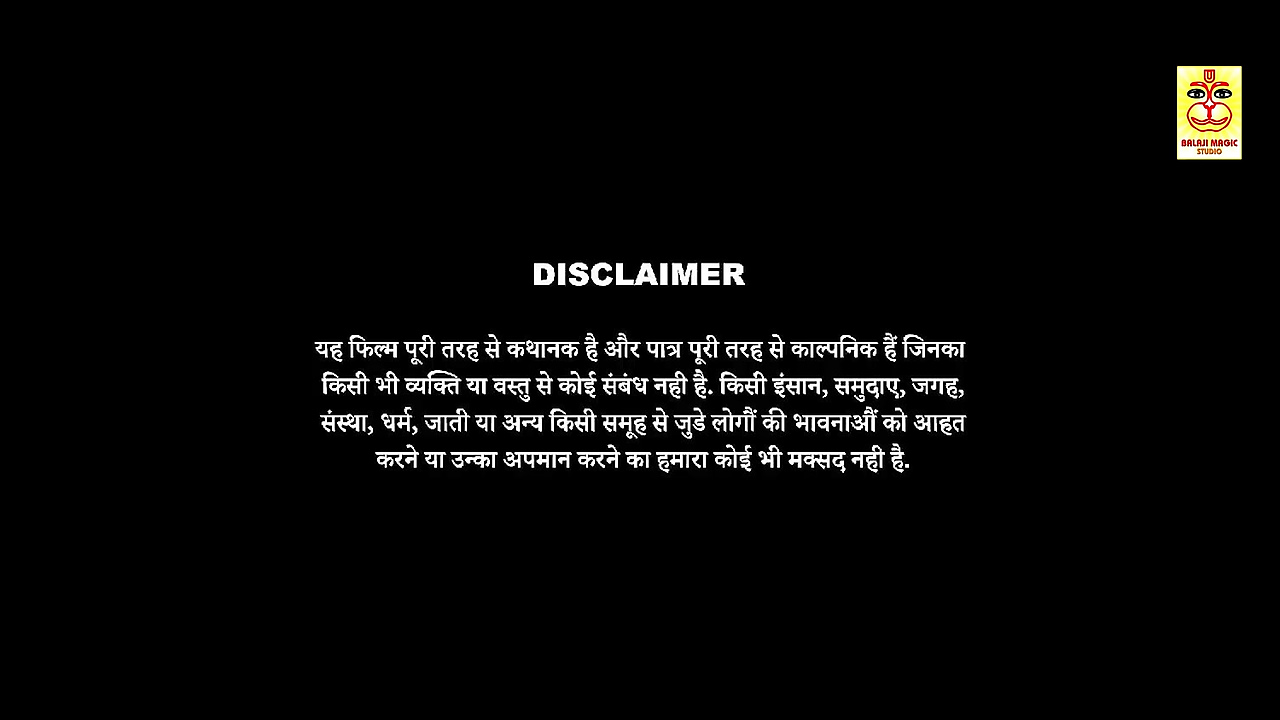 BALAJI MAGIC
STUDIO
DISCLAIMER
यह फिल्म पूरी तरह से कथानक है और पात्र पूरी तरह से काल्पनिक हैं जिनका
किसी भी व्यक्ति या वस्तु से कोई संबंध नही है. किसी इंसान, समुदाए, जगह,
संस्था, धर्म, जाती या अन्य किसी समूह से जुडे लोगौं की भावनाऔं को आहत
करने या उन्का अपमान करने का हमारा कोई भी मक्सद नही है.